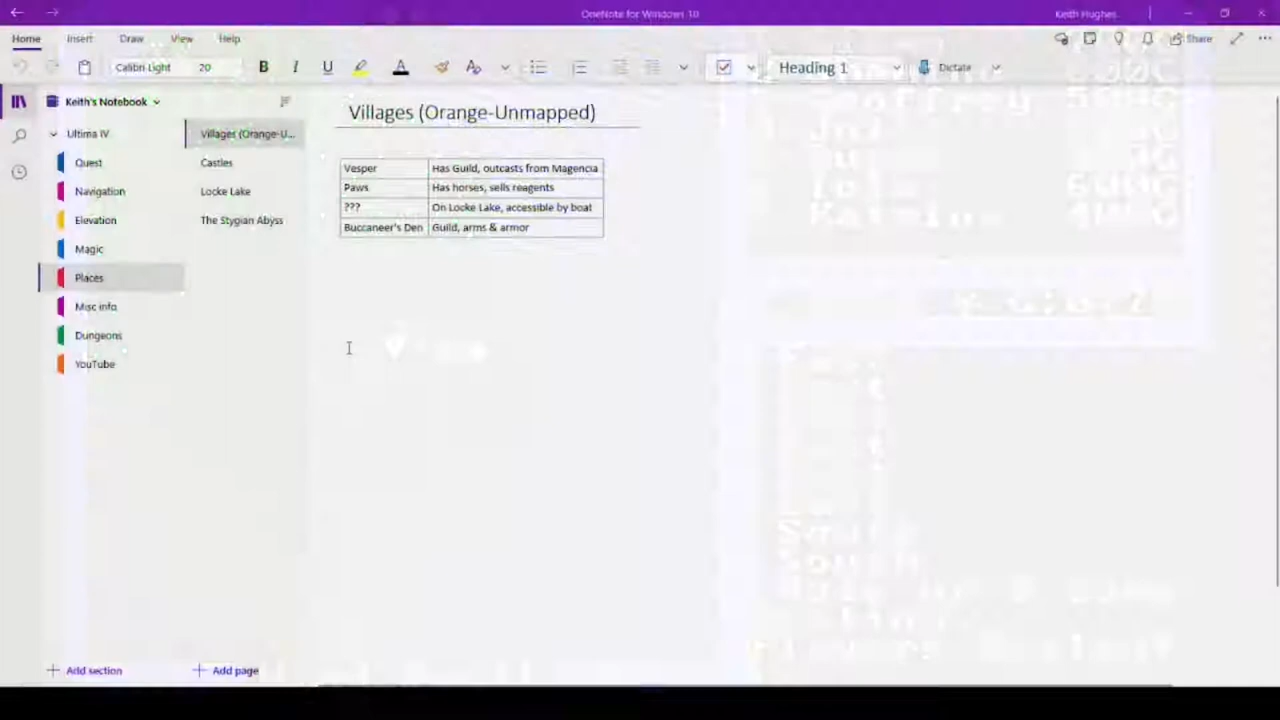 OneNote for Windows 10
Keith Hughes
Home
Insert
Draw
View
Help
Share
Calibri Light
20
B
I
U
A
Heading 1
Dictate
Keith's Notebook
Ultima IV
Quest
Navigation
Elevation
Magic
Places
Misc info
Dungeons
YouTube
Add section
Villages (Orange-U...
Castles
Locke Lake
The Stygian Abyss
Add page
Villages (Orange-Unmapped)
Vesper Has Guild, outcasts from Magencia
Paws Has horses, sells reagents
??? On Locke Lake, accessible by boat
Buccaneer's Den Guild, arms & armor
South